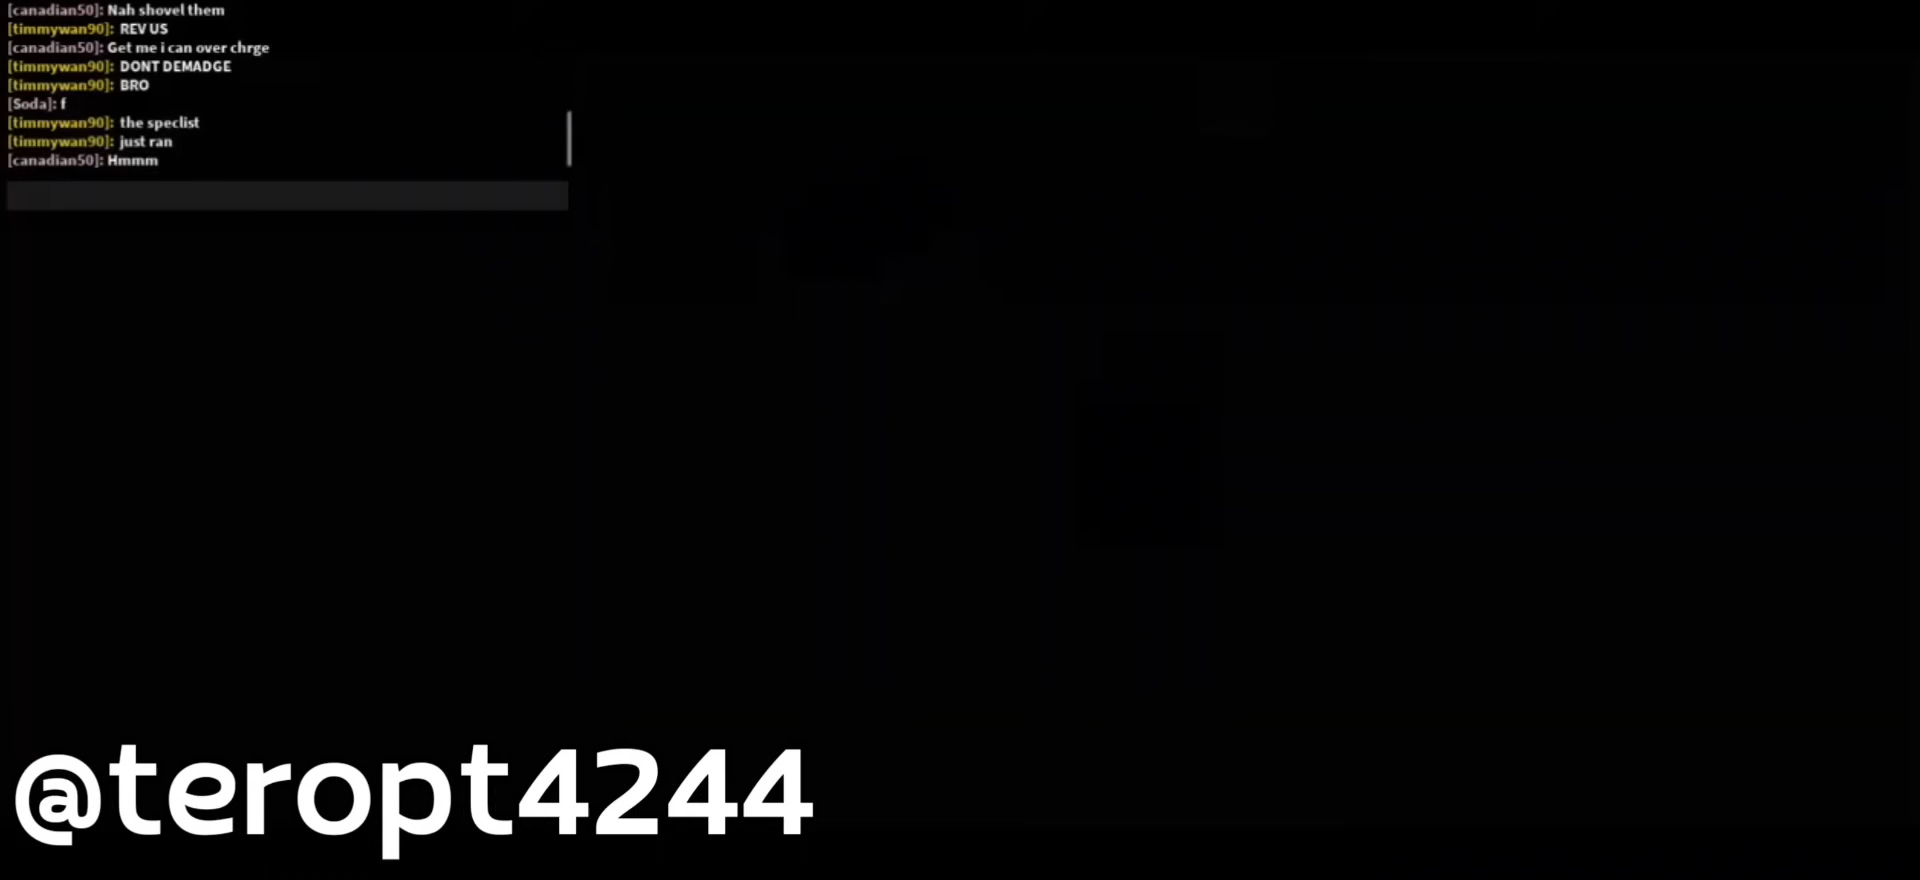 [canadian50]: Nah shovel them
[timmywan90]: REV US
[canadian50]: Get me i can over chrge
[timmywan90]: DONT DEMADGE
[timmywan90]: BRO
[Soda]: f
[timmywan90]: the speclist
[timmywan90]: just ran
[canadian50]: Hmmm
@teropt4244